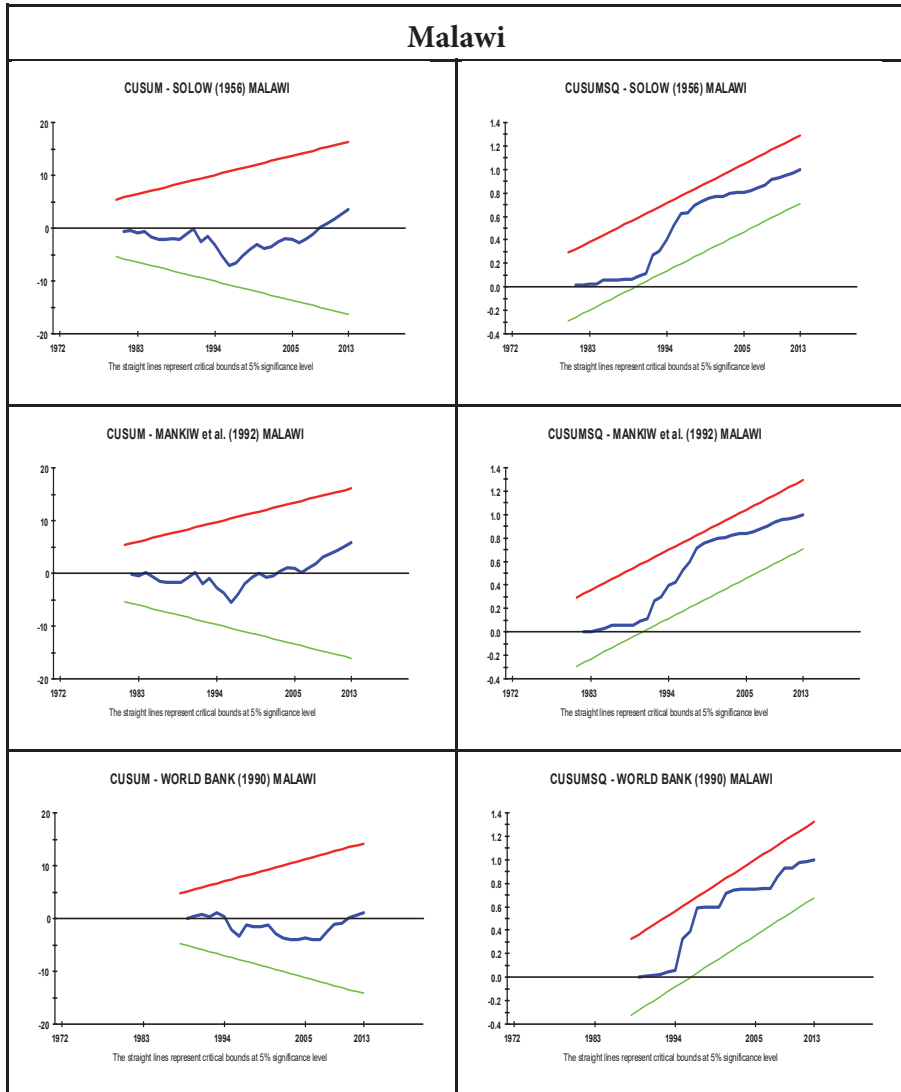 Malawi
CUSUM - SOLOW (1956) MALAWI
20
10
0
-10
-20
1972 1983 1994 2005 2013
The straight lines represent critical bounds at 5% significance level
CUSUMSQ - SOLOW (1956) MALAWI
1.4
1.2
1.0
0.8
0.6
0.4
0.2
0.0
-0.2
-0.4
1972 1983 1994 2005 2013
The straight lines represent critical bounds at 5% significance level
CUSUM - MANKIW et al. (1992) MALAWI
20
10
0
-10
-20
1972 1983 1994 2005 2013
The straight lines represent critical bounds at 5% significance level
CUSUMSQ - MANKIW et al. (1992) MALAWI
1.4
1.2
1.0
0.8
0.6
0.4
0.2
0.0
-0.2
-0.4
1972 1983 1994 2005 2013
The straight lines represent critical bounds at 5% significance level
CUSUM - WORLD BANK (1990) MALAWI
20
10
0
-10
-20
1972 1983 1994 2005 2013
The straight lines represent critical bounds at 5% significance level
CUSUMSQ - WORLD BANK (1990) MALAWI
1.4
1.2
1.0
0.8
0.6
0.4
0.2
0.0
-0.2
-0.4
1972 1983 1994 2005 2013
The straight lines represent critical bounds at 5% significance level